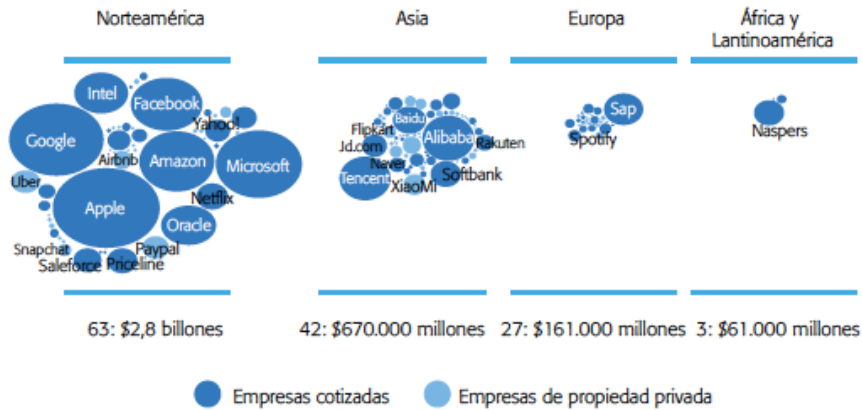 Norteamérica
Asia
Europa
África y
Lantinoamérica
Intel
Facebook
Yahoo!
Google
Airbnb
Amazon
Microsoft
Uber
Netflix
Apple
Oracle
Snapchat
Paypal
Saleforce
Priceline
Baidu
Flipkart
Alibaba
Jd.com
Rakuten
Naver
Tencent
XiaoMI
Softbank
Sap
Spotify
Naspers
63: $2,8 billones
42: $670.000 millones
27: $161.000 millones
3: $61.000 millones
Empresas cotizadas
Empresas de propiedad privada